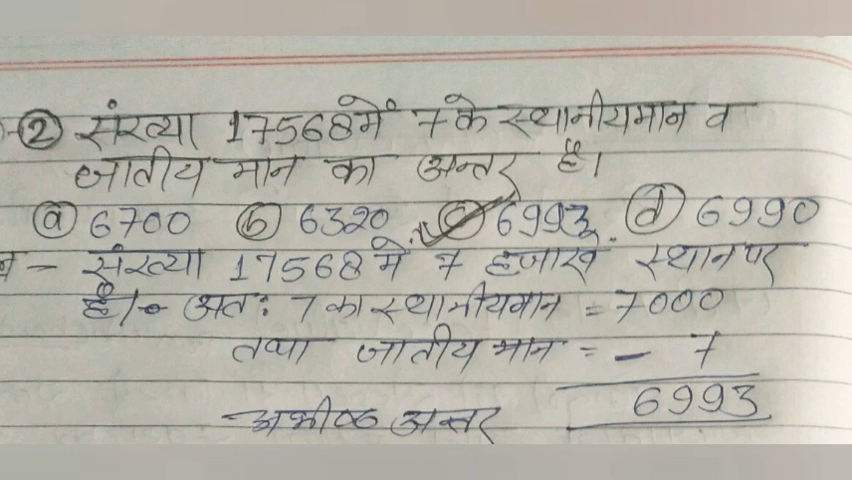 ② संख्या 17568 में 7 के स्थानीयमान व
जातीय मान का अन्तर है।
ⓐ 6700 ⓑ 6320 ⓒ 6993 ⓓ 6990
संख्या 17568 में 7 हजारवें स्थान पर
है। अतः 7 का स्थानीयमान = 7000
तथा जातीय मान = - 7
अभीष्ठ अन्तर 6993